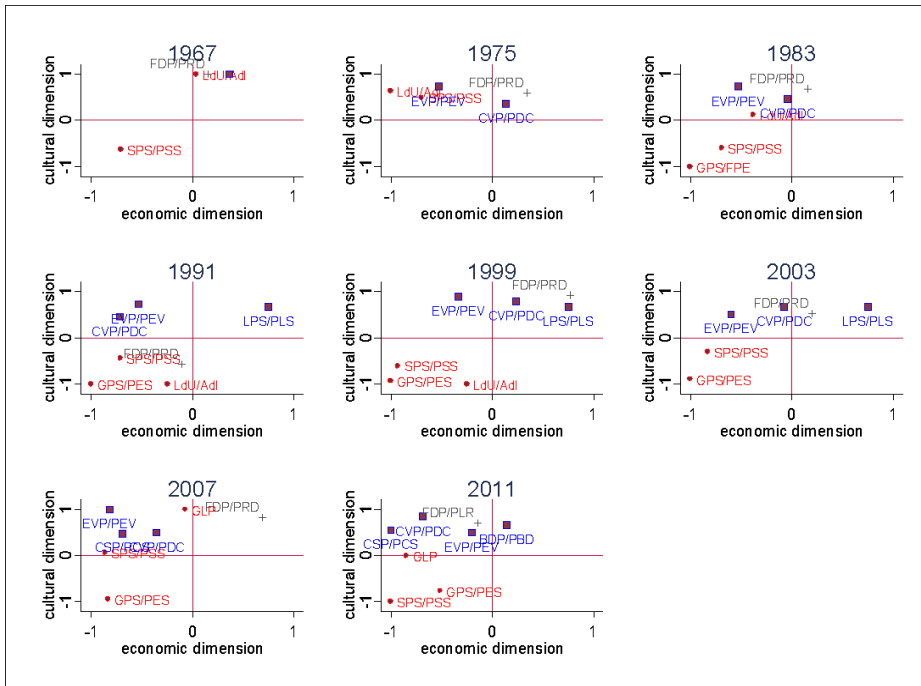 1967
cultural dimension
1
0
-1
FDP/PRD
LdU/AdI
SPS/PSS
-1
0
1
economic dimension
1975
cultural dimension
1
0
-1
FDP/PRD
LdU/AdI
SPS/PSS
EVP/PEV
CVP/PDC
-1
0
1
economic dimension
1983
cultural dimension
1
0
-1
FDP/PRD
EVP/PEV
CVP/PDC
LdU/AdI
SPS/PSS
GPS/FPE
-1
0
1
economic dimension
1991
cultural dimension
1
0
-1
EVP/PEV
LPS/PLS
CVP/PDC
FDP/PRD
SPS/PSS
GPS/PES
LdU/AdI
-1
0
1
economic dimension
1999
cultural dimension
1
0
-1
FDP/PRD
EVP/PEV
CVP/PDC
LPS/PLS
SPS/PSS
GPS/PES
LdU/AdI
-1
0
1
economic dimension
2003
cultural dimension
1
0
-1
FDP/PRD
EVP/PEV
CVP/PDC
LPS/PLS
SPS/PSS
GPS/PES
-1
0
1
economic dimension
2007
cultural dimension
1
0
-1
GLP
FDP/PRD
EVP/PEV
CSP/PCS
CVP/PDC
SPS/PSS
GPS/PES
-1
0
1
economic dimension
2011
cultural dimension
1
0
-1
FDP/PLR
CVP/PDC
BDP/PBD
CSP/PCS
EVP/PEV
GLP
GPS/PES
SPS/PSS
-1
0
1
economic dimension